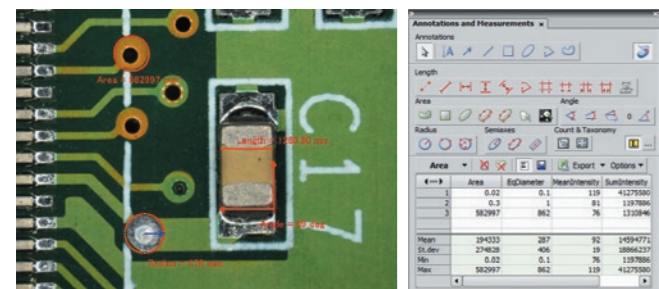 Area = 582997
C17
Annotations and Measurements ×
Annotations
Length
Area Angle
Radius Semiaxes Count & Taxonomy
Area Export Options
Area EqDiameter MeanIntensity SumIntensity
1 0.02 0.1 119 41275580
2 0.3 1 81 1197886
3 582997 862 76 1310846
Mean 194333 287 92 14594771
St.dev 274828 406 19 18866237
Min 0.02 0.1 76 1197886
Max 582997 862 119 41275580